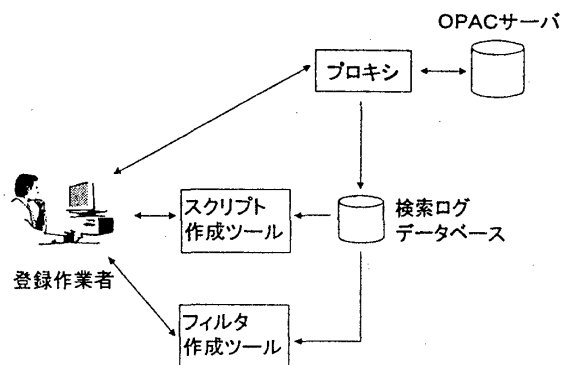 OPACサーバ
プロキシ
スクリプト
作成ツール
検索ログ
データベース
登録作業者
フィルタ
作成ツール